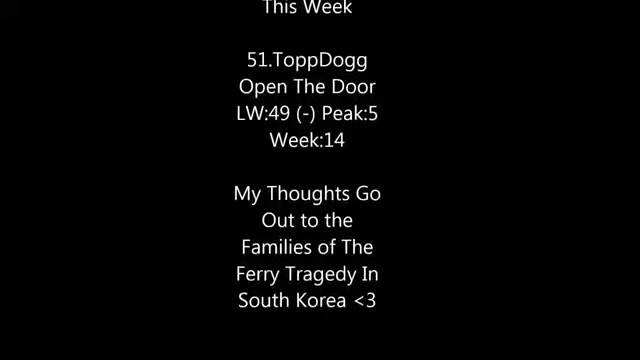 This Week
51.ToppDogg
Open The Door
LW:49 (-) Peak:5
Week:14
My Thoughts Go
Out to the
Families of The
Ferry Tragedy In
South Korea <3